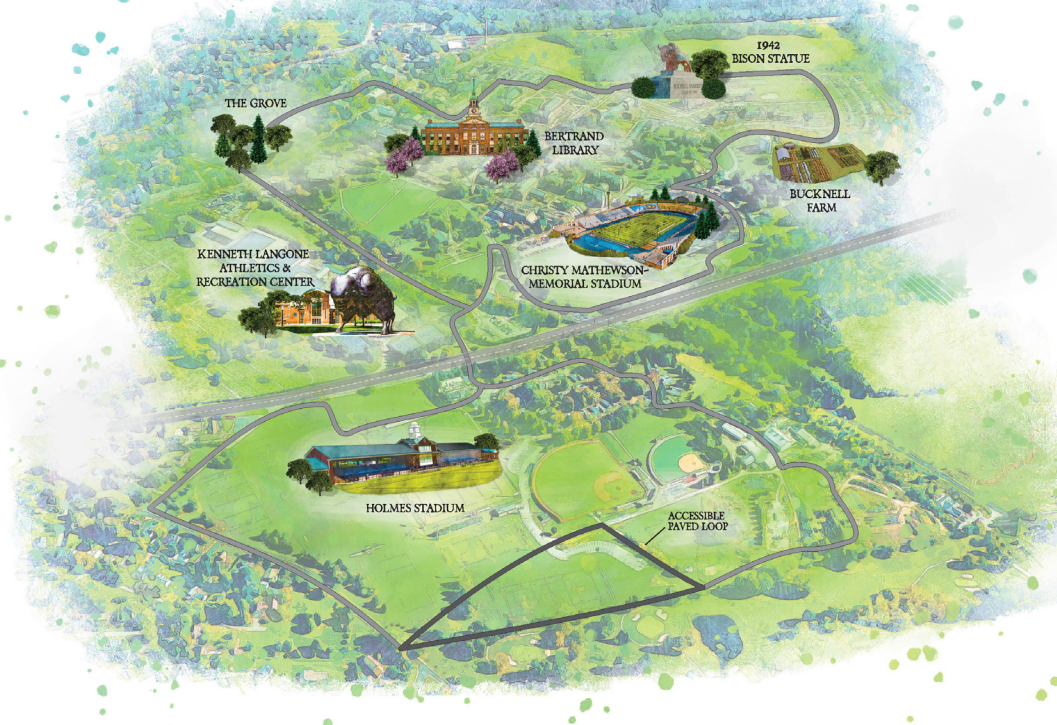 1942
BISON STATUE
THE GROVE
BERTRAND
LIBRARY
BUCKNELL
FARM
KENNETH LANGONE
ATHLETICS &
RECREATION CENTER
CHRISTY MATHEWSON–
MEMORIAL STADIUM
HOLMES STADIUM
ACCESSIBLE
PAVED LOOP